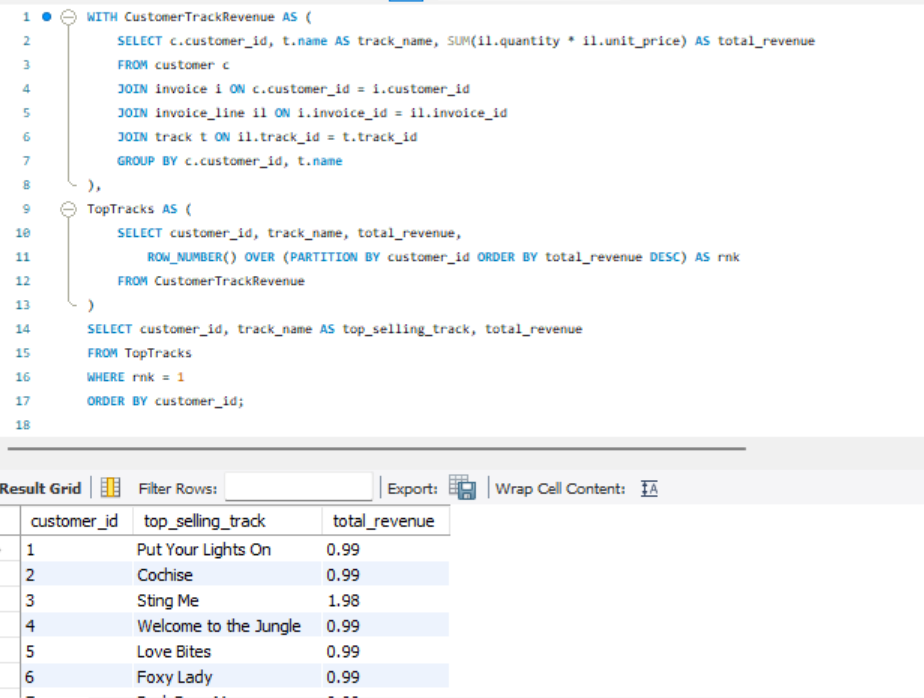 1 WITH CustomerTrackRevenue AS (
2 SELECT c.customer_id, t.name AS track_name, SUM(il.quantity * il.unit_price) AS total_revenue
3 FROM customer c
4 JOIN invoice i ON c.customer_id = i.customer_id
5 JOIN invoice_line il ON i.invoice_id = il.invoice_id
6 JOIN track t ON il.track_id = t.track_id
7 GROUP BY c.customer_id, t.name
8 ),
9 TopTracks AS (
10 SELECT customer_id, track_name, total_revenue,
11 ROW_NUMBER() OVER (PARTITION BY customer_id ORDER BY total_revenue DESC) AS rnk
12 FROM CustomerTrackRevenue
13 )
14 SELECT customer_id, track_name AS top_selling_track, total_revenue
15 FROM TopTracks
16 WHERE rnk = 1
17 ORDER BY customer_id;
18
Result Grid Filter Rows: Export: Wrap Cell Content: IA
customer_id top_selling_track total_revenue
1 Put Your Lights On 0.99
2 Cochise 0.99
3 Sting Me 1.98
4 Welcome to the Jungle 0.99
5 Love Bites 0.99
6 Foxy Lady 0.99